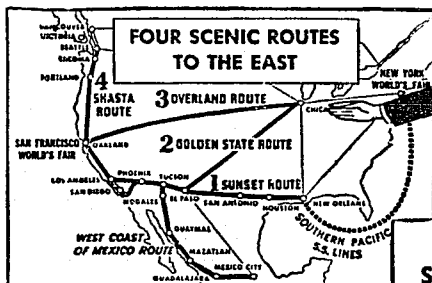 VANCOUVER
VICTORIA
SEATTLE
TACOMA
PORTLAND
FOUR SCENIC ROUTES
TO THE EAST
NEW YORK
WORLD'S FAIR
4
SHASTA
ROUTE
3 OVERLAND ROUTE
2 GOLDEN STATE ROUTE
SAN FRANCISCO
WORLD'S FAIR
OAKLAND
LOS ANGELES
SAN DIEGO
PHOENIX
TUCSON
1 SUNSET ROUTE
NOGALES
EL PASO
SAN ANTONIO
HOUSTON
NEW ORLEANS
SOUTHERN PACIFIC
S.S. LINES
WEST COAST
OF MEXICO ROUTE
GUAYMAS
MAZATLAN
GUADALAJARA
MEXICO CITY
S